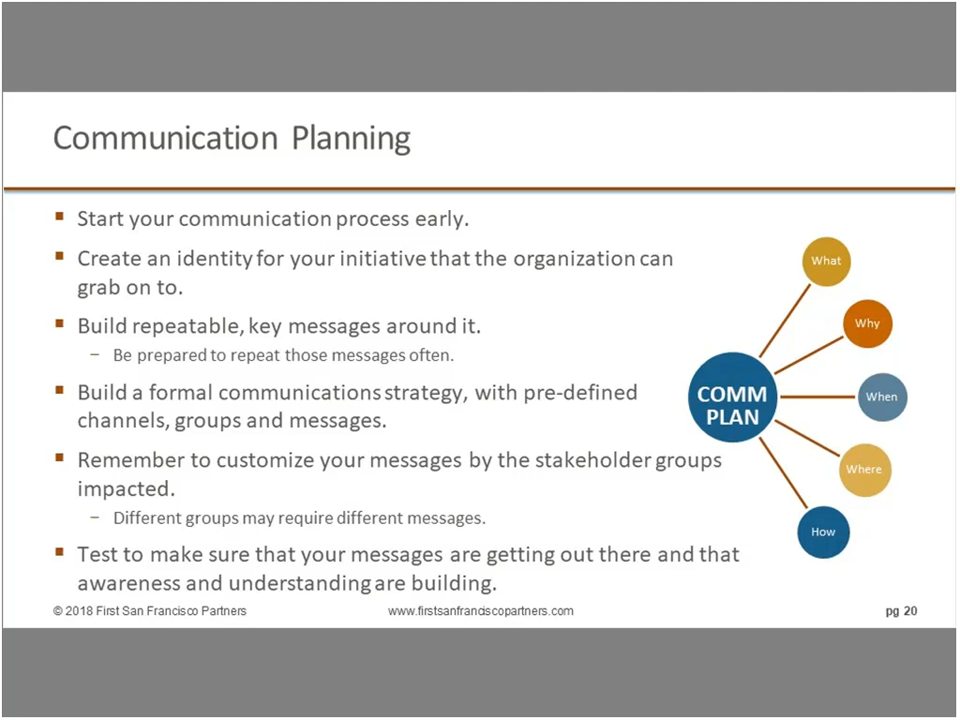 Communication Planning
▪ Start your communication process early.
▪ Create an identity for your initiative that the organization can
grab on to.
▪ Build repeatable, key messages around it.
– Be prepared to repeat those messages often.
▪ Build a formal communications strategy, with pre-defined
channels, groups and messages.
▪ Remember to customize your messages by the stakeholder groups
impacted.
– Different groups may require different messages.
▪ Test to make sure that your messages are getting out there and that
awareness and understanding are building.
COMM
PLAN
What
Why
When
Where
How
© 2018 First San Francisco Partners
www.firstsanfranciscopartners.com
pg 20